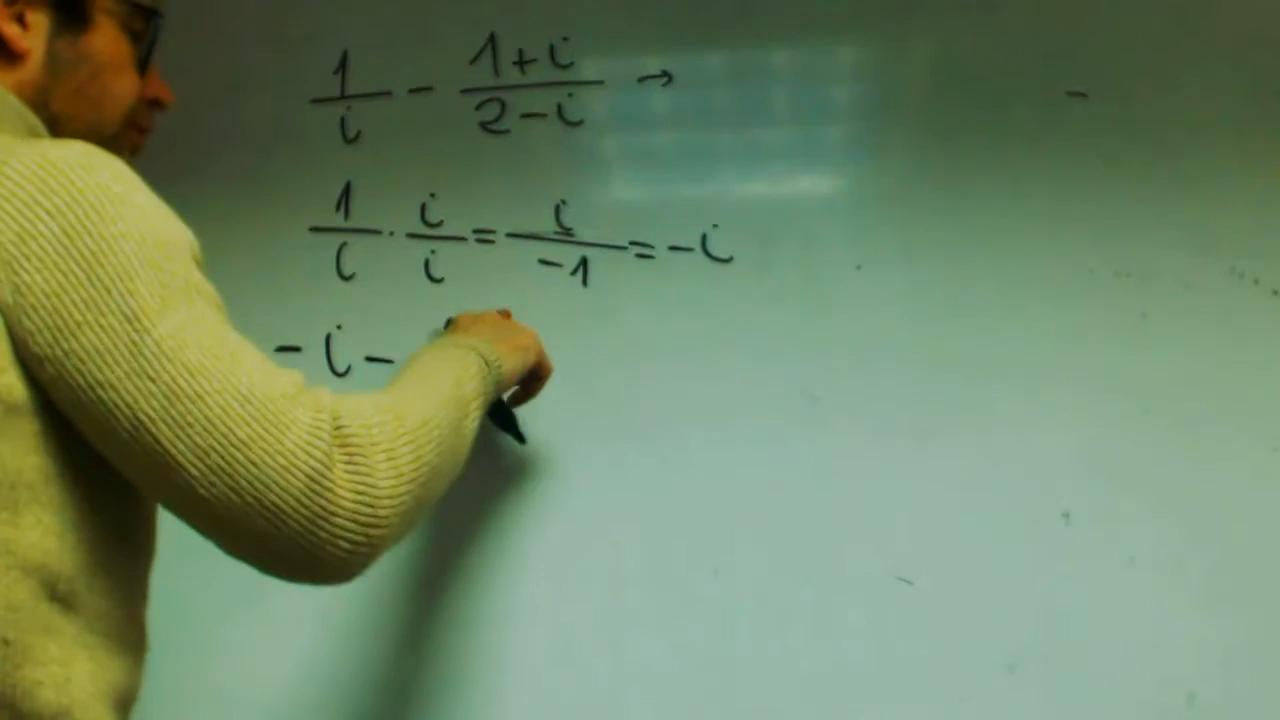 1/i - (1+i)/(2-i) →
1/i · i/i = i/-1 = -i
-i-